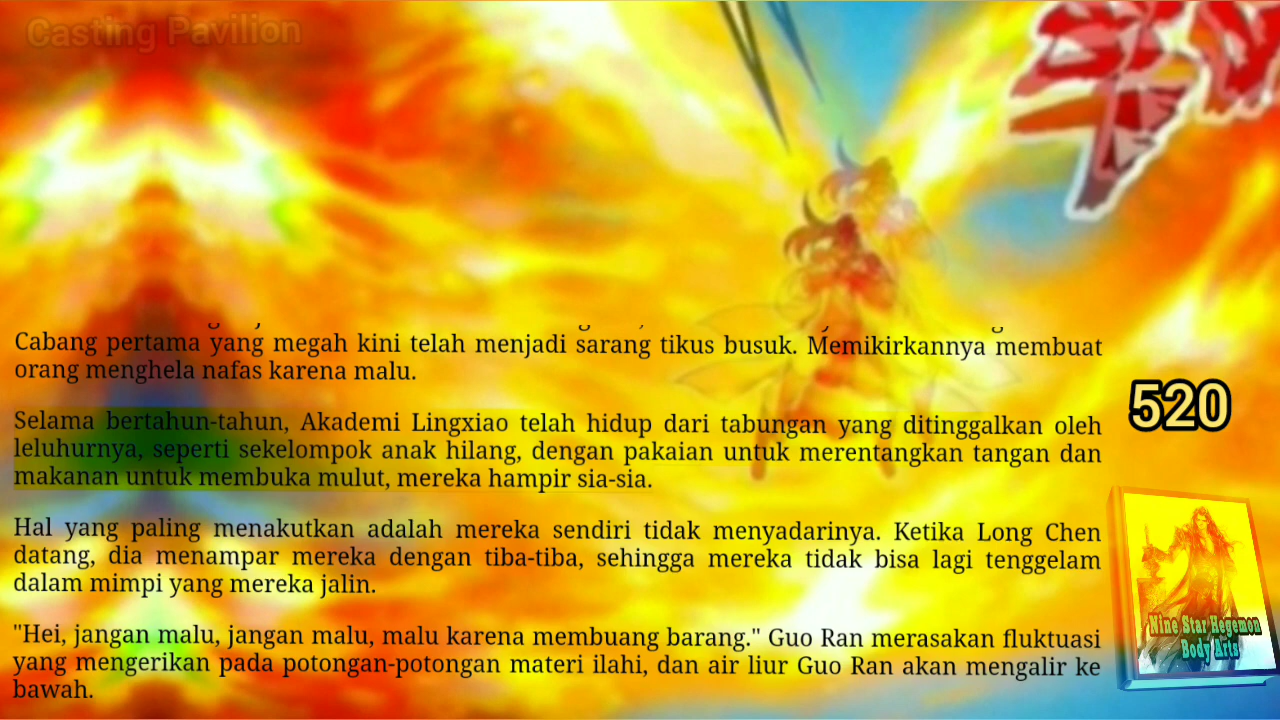 Casting Pavilion
Cabang pertama yang megah kini telah menjadi sarang tikus busuk. Memikirkannya membuat
orang menghela nafas karena malu.
Selama bertahun-tahun, Akademi Lingxiao telah hidup dari tabungan yang ditinggalkan oleh
leluhurnya, seperti sekelompok anak hilang, dengan pakaian untuk merentangkan tangan dan
makanan untuk membuka mulut, mereka hampir sia-sia.
Hal yang paling menakutkan adalah mereka sendiri tidak menyadarinya. Ketika Long Chen
datang, dia menampar mereka dengan tiba-tiba, sehingga mereka tidak bisa lagi tenggelam
dalam mimpi yang mereka jalin.
"Hei, jangan malu, jangan malu, malu karena membuang barang." Guo Ran merasakan fluktuasi
yang mengerikan pada potongan-potongan materi ilahi, dan air liur Guo Ran akan mengalir ke
bawah.
520
Nine Star Hegemon
Body Arts